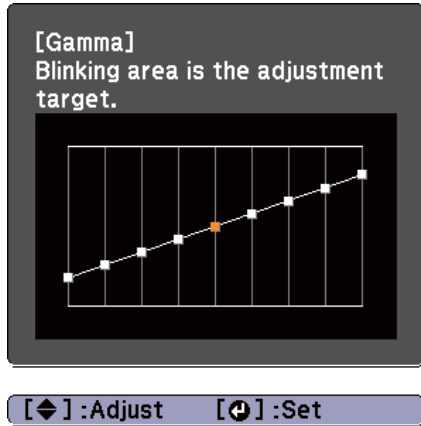 [Gamma]
Blinking area is the adjustment
target.
[◆] :Adjust [↵] :Set